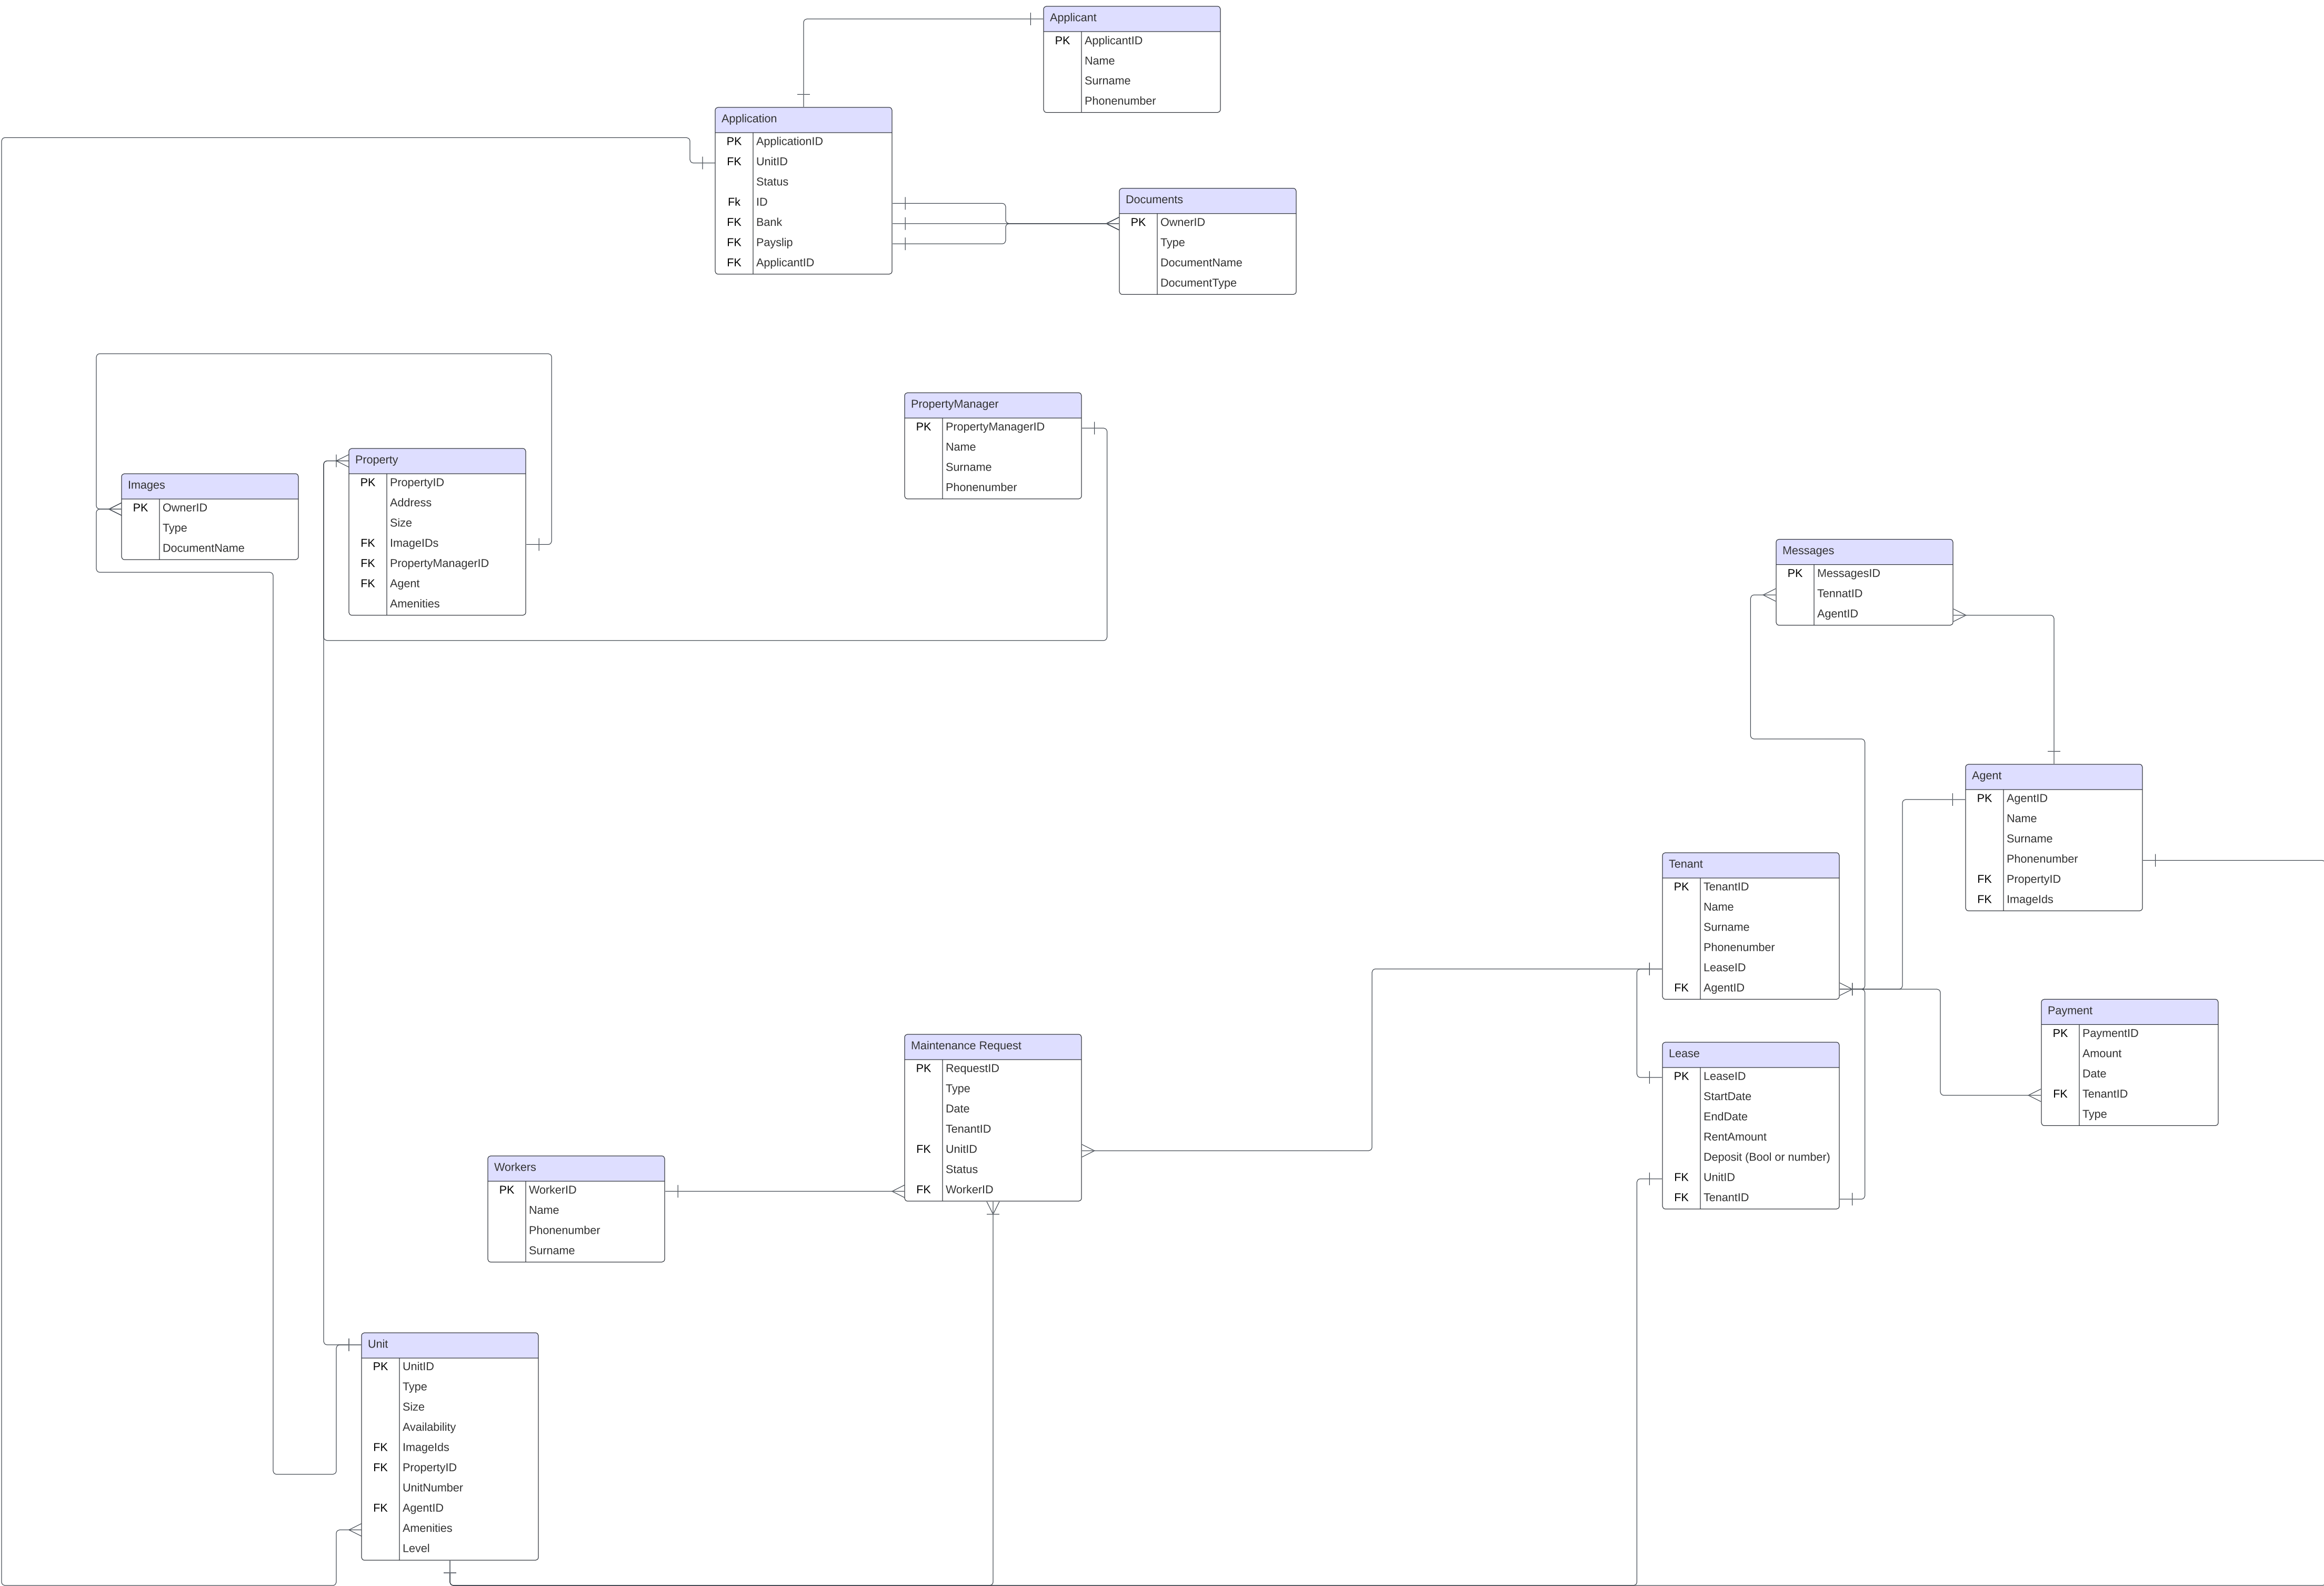 Applicant
PK ApplicantID
Name
Surname
Phonenumber
Application
PK ApplicationID
FK UnitID
Status
Fk ID
FK Bank
FK Payslip
FK ApplicantID
Documents
PK OwnerID
Type
DocumentName
DocumentType
PropertyManager
PK PropertyManagerID
Name
Surname
Phonenumber
Property
PK PropertyID
Address
Size
FK ImageIDs
FK PropertyManagerID
FK Agent
Amenities
Images
PK OwnerID
Type
DocumentName
Messages
PK MessagesID
TennatID
AgentID
Agent
PK AgentID
Name
Surname
Phonenumber
FK PropertyID
FK ImageIds
Tenant
PK TenantID
Name
Surname
Phonenumber
LeaseID
FK AgentID
Payment
PK PaymentID
Amount
Date
FK TenantID
Type
Maintenance Request
PK RequestID
Type
Date
TenantID
FK UnitID
Status
FK WorkerID
Lease
PK LeaseID
StartDate
EndDate
RentAmount
Deposit (Bool or number)
FK UnitID
FK TenantID
Workers
PK WorkerID
Name
Phonenumber
Surname
Unit
PK UnitID
Type
Size
Availability
FK ImageIds
FK PropertyID
UnitNumber
FK AgentID
Amenities
Level